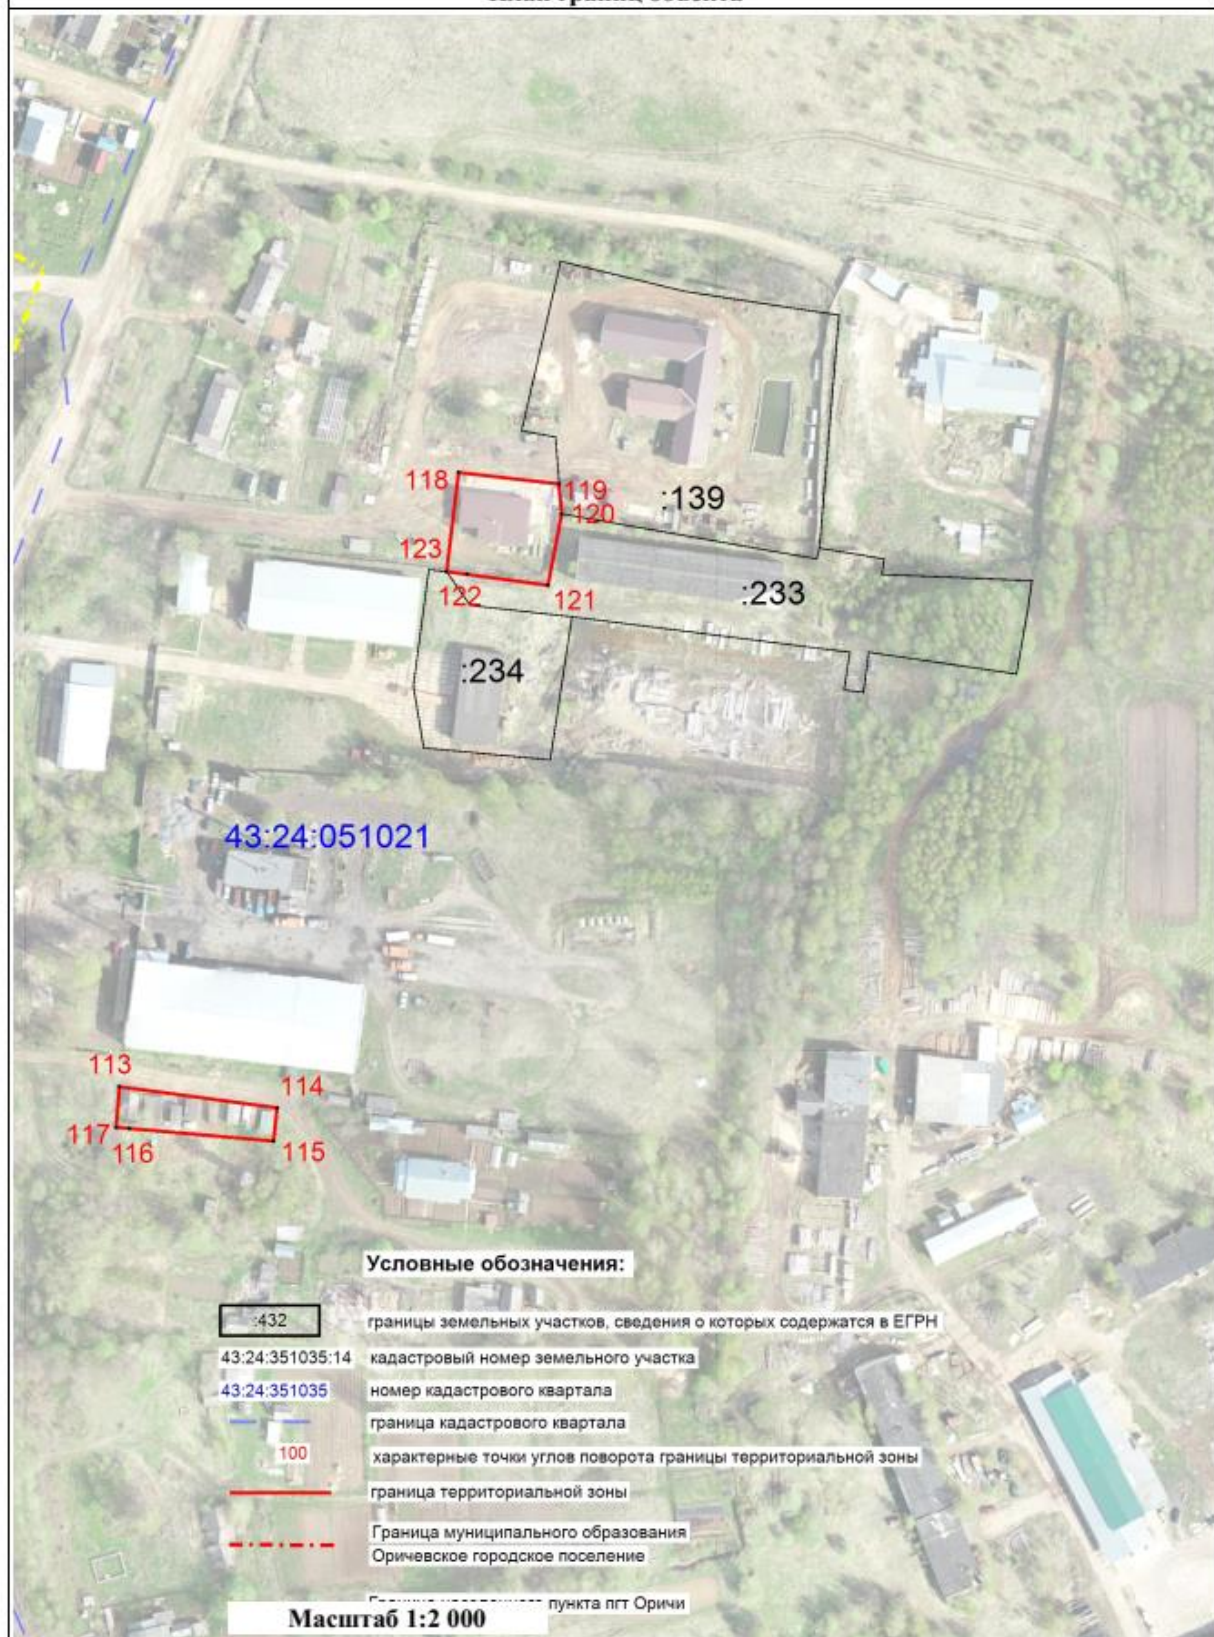 118
119
:139
120
123
122
121
:233
:234
43:24:051021
113
114
117
116
115
Условные обозначения:
:432 границы земельных участков, сведения о которых содержатся в ЕГРН
43:24:351035:14 кадастровый номер земельного участка
43:24:351035 номер кадастрового квартала
граница кадастрового квартала
100 характерные точки углов поворота границы территориальной зоны
граница территориальной зоны
Граница муниципального образования
Оричевское городское поселение
пункта пгт Оричи
Масштаб 1:2 000